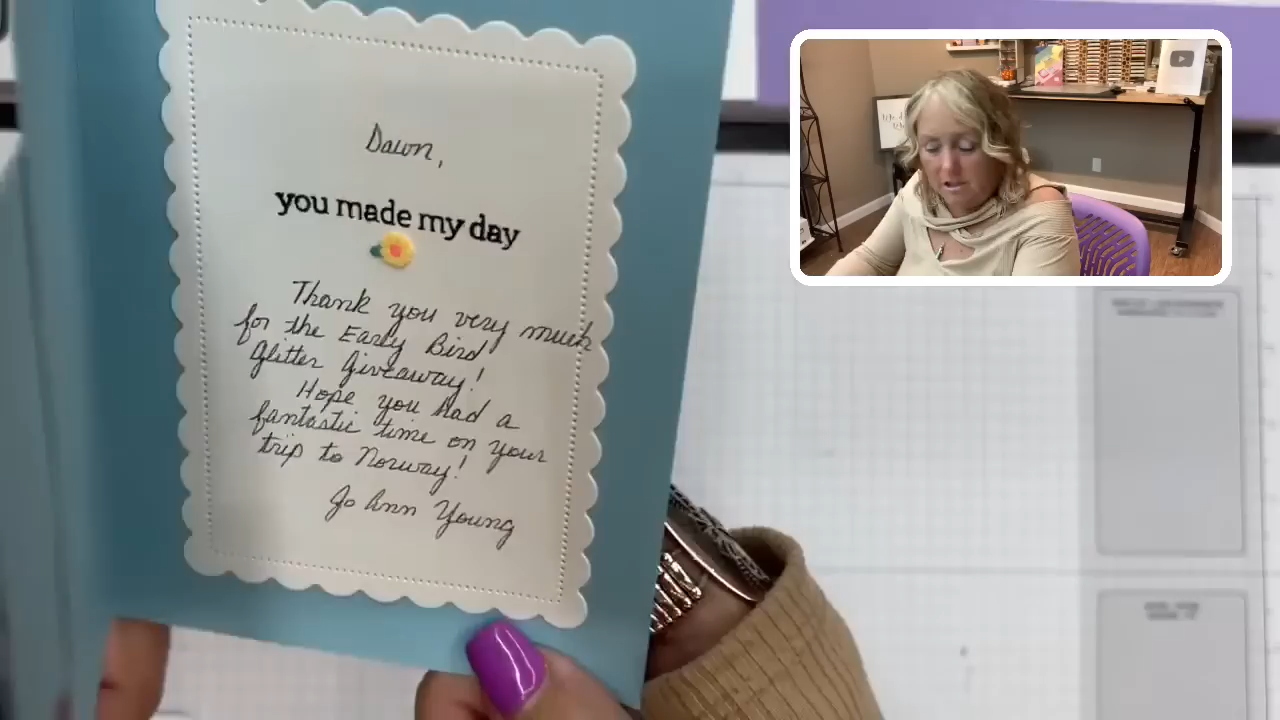 Dawn,
you made my day
Thank you very much
for the Early Bird
Glitter Giveaway!
Hope you had a
fantastic time on your
trip to Norway!
Jo Ann Young